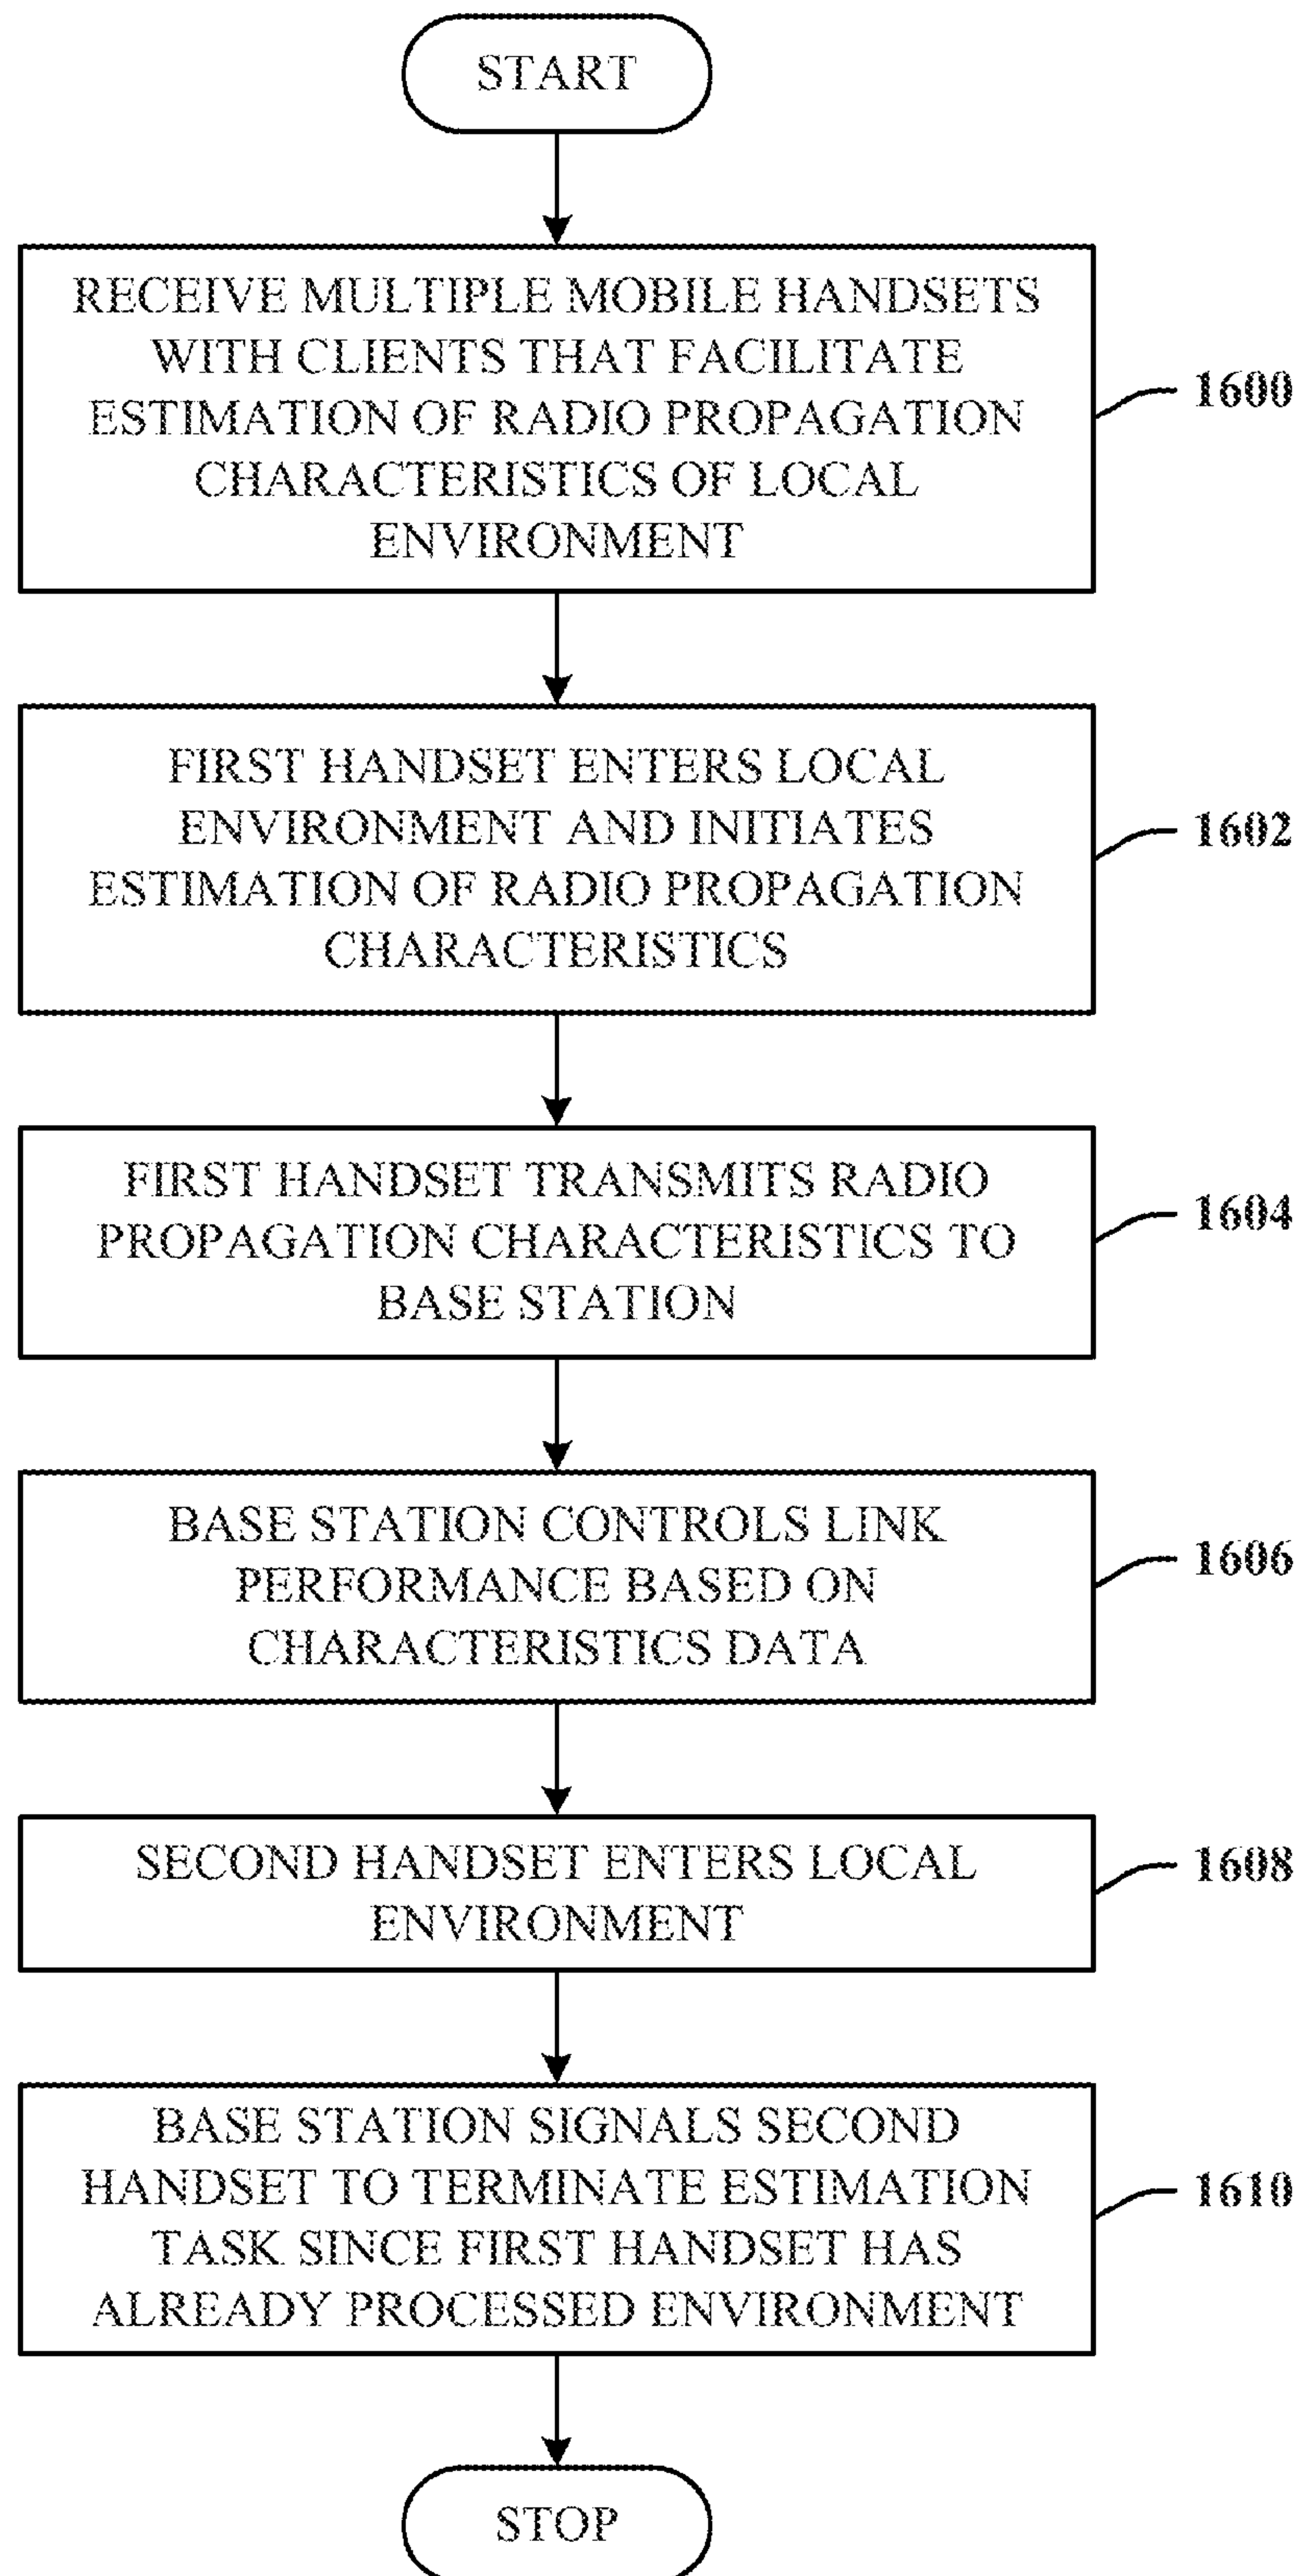 START
RECEIVE MULTIPLE MOBILE HANDSETS
WITH CLIENTS THAT FACILITATE
ESTIMATION OF RADIO PROPAGATION
CHARACTERISTICS OF LOCAL
ENVIRONMENT
1600
FIRST HANDSET ENTERS LOCAL
ENVIRONMENT AND INITIATES
ESTIMATION OF RADIO PROPAGATION
CHARACTERISTICS
1602
FIRST HANDSET TRANSMITS RADIO
PROPAGATION CHARACTERISTICS TO
BASE STATION
1604
BASE STATION CONTROLS LINK
PERFORMANCE BASED ON
CHARACTERISTICS DATA
1606
SECOND HANDSET ENTERS LOCAL
ENVIRONMENT
1608
BASE STATION SIGNALS SECOND
HANDSET TO TERMINATE ESTIMATION
TASK SINCE FIRST HANDSET HAS
ALREADY PROCESSED ENVIRONMENT
1610
STOP